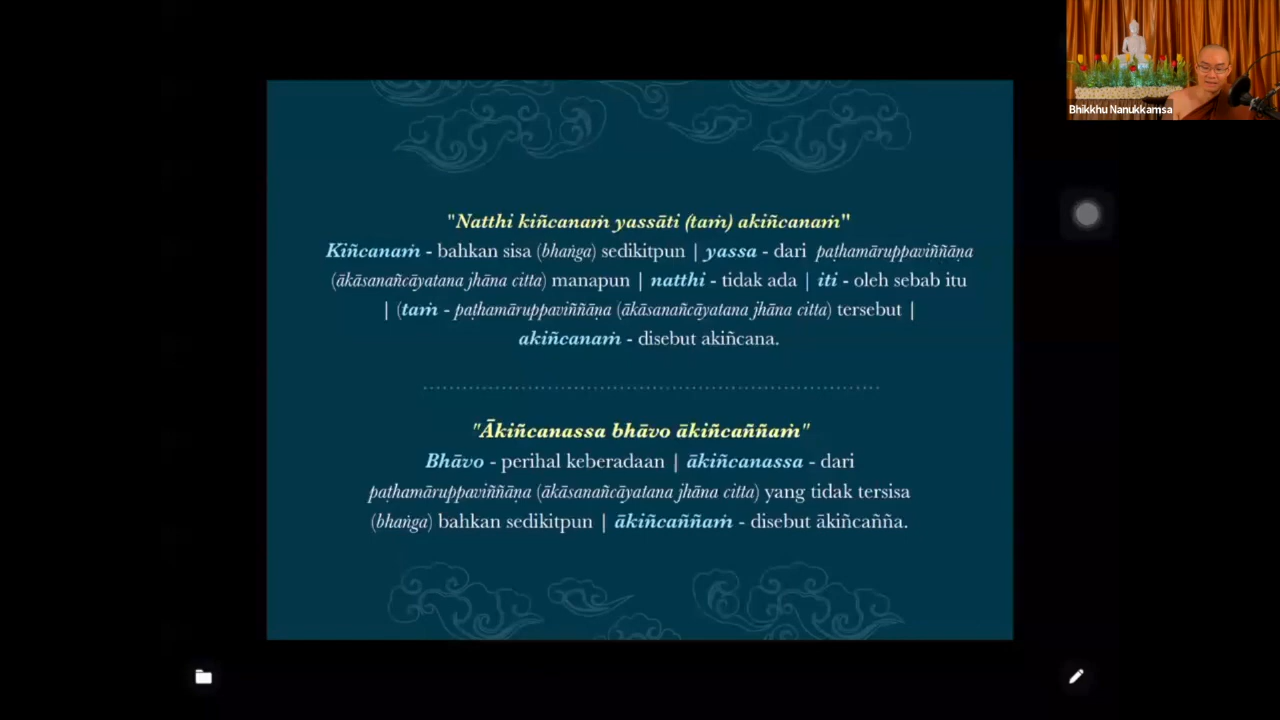 Bhikkhu Nanukkamsa
"Natthi kiñcanaṁ yassāti (taṁ) akiñcanaṁ"
Kiñcanaṁ - bahkan sisa (bhaṅga) sedikitpun | yassa - dari paṭhamāruppaviññāṇa
(ākāsanañcāyatana jhāna citta) manapun | natthi - tidak ada | iti - oleh sebab itu
| (taṁ - paṭhamāruppaviññāṇa (ākāsanañcāyatana jhāna citta) tersebut |
akiñcanaṁ - disebut akiñcana.
"Ākiñcanassa bhāvo ākiñcaññaṁ"
Bhāvo - perihal keberadaan | ākiñcanassa - dari
paṭhamāruppaviññāṇa (ākāsanañcāyatana jhāna citta) yang tidak tersisa
(bhaṅga) bahkan sedikitpun | ākiñcaññaṁ - disebut ākiñcañña.